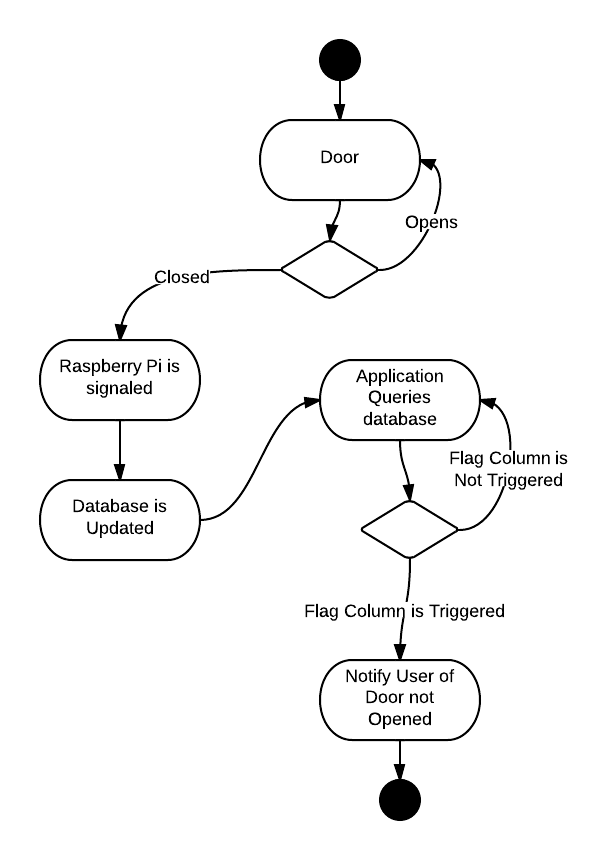 Door
Opens
Closed
Raspberry Pi is
signaled
Database is
Updated
Application
Queries
database
Flag Column is
Not Triggered
Flag Column is Triggered
Notify User of
Door not
Opened